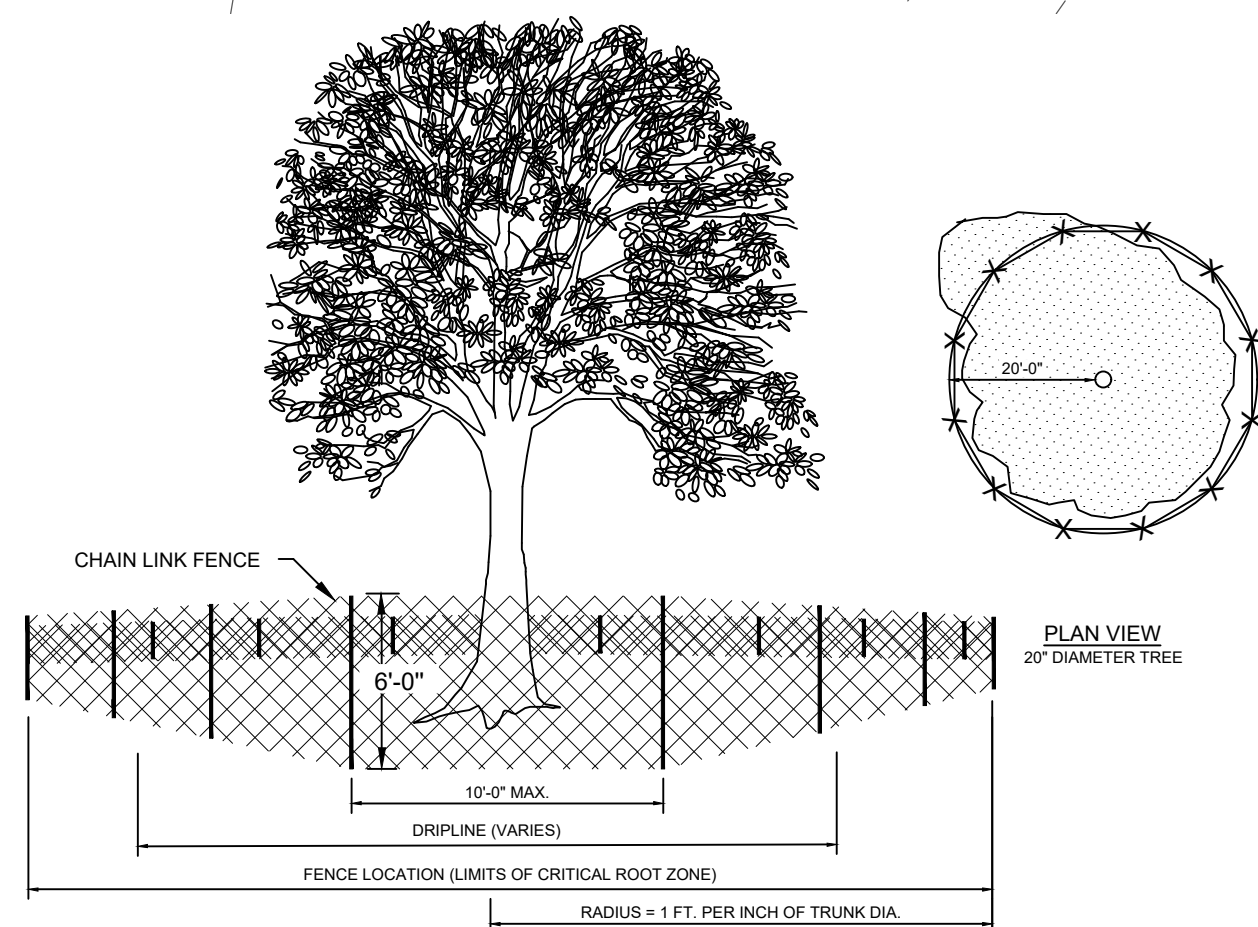 20'-0"
CHAIN LINK FENCE
6'-0"
PLAN VIEW
20" DIAMETER TREE
10'-0" MAX.
DRIPLINE (VARIES)
FENCE LOCATION (LIMITS OF CRITICAL ROOT ZONE)
RADIUS = 1 FT. PER INCH OF TRUNK DIA.